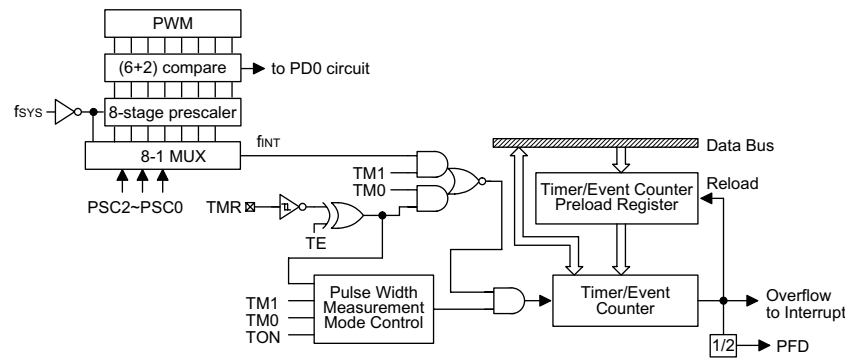 PWM
(6+2) compare
to PD0 circuit
fSYS
8-stage prescaler
8-1 MUX
fINT
PSC2~PSC0
TM1
TM0
TMR
TE
Data Bus
Timer/Event Counter
Preload Register
Reload
TM1
TM0
TON
Pulse Width
Measurement
Mode Control
Timer/Event
Counter
Overflow
to Interrupt
1/2
PFD